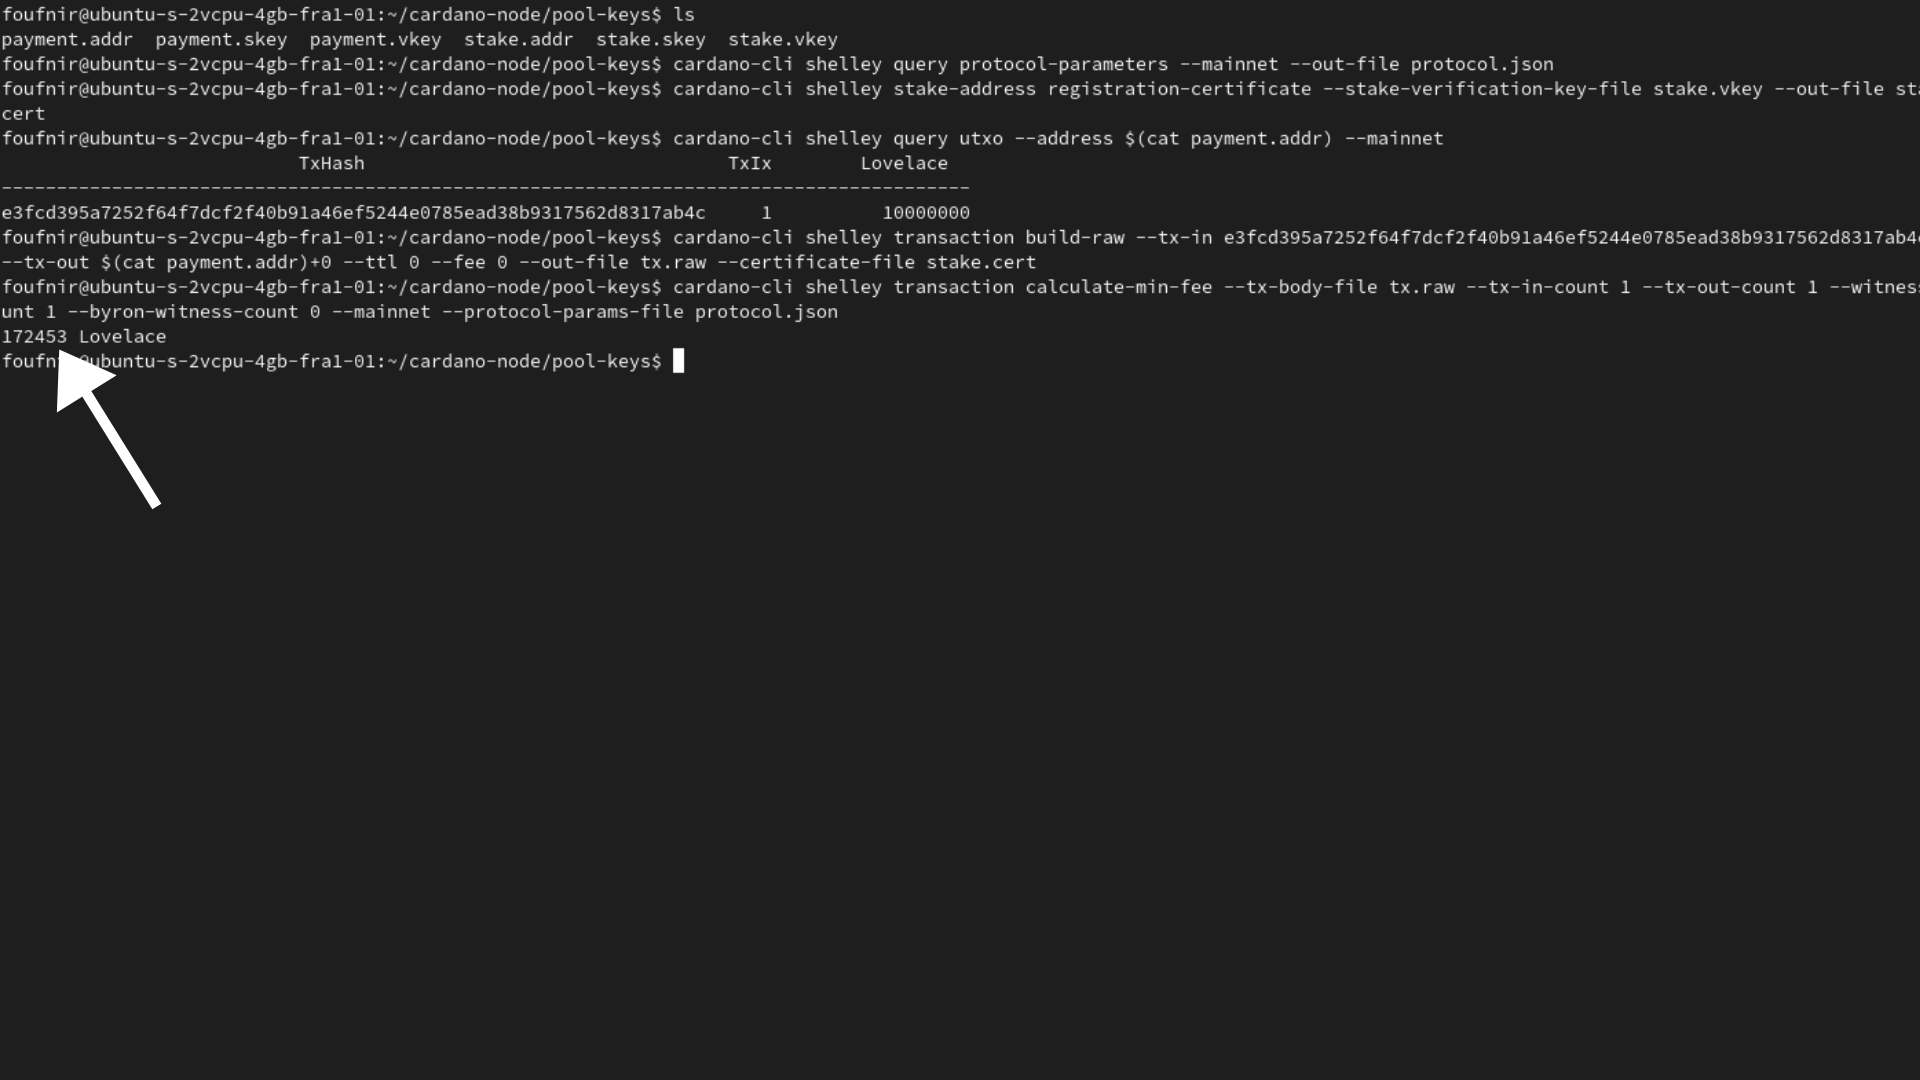 foufnir@ubuntu-s-2vcpu-4gb-fra1-01:~/cardano-node/pool-keys$ ls
payment.addr  payment.skey  payment.vkey  stake.addr  stake.skey  stake.vkey
foufnir@ubuntu-s-2vcpu-4gb-fra1-01:~/cardano-node/pool-keys$ cardano-cli shelley query protocol-parameters --mainnet --out-file protocol.json
foufnir@ubuntu-s-2vcpu-4gb-fra1-01:~/cardano-node/pool-keys$ cardano-cli shelley stake-address registration-certificate --stake-verification-key-file stake.vkey --out-file
cert
foufnir@ubuntu-s-2vcpu-4gb-fra1-01:~/cardano-node/pool-keys$ cardano-cli shelley query utxo --address $(cat payment.addr) --mainnet
TxHash                                 TxIx        Lovelace
----------------------------------------------------------------------------------------
e3fcd395a7252f64f7dcf2f40b91a46ef5244e0785ead38b9317562d8317ab4c     1          10000000
foufnir@ubuntu-s-2vcpu-4gb-fra1-01:~/cardano-node/pool-keys$ cardano-cli shelley transaction build-raw --tx-in e3fcd395a7252f64f7dcf2f40b91a46ef5244e0785ead38b9317562d8317ab4
--tx-out $(cat payment.addr)+0 --ttl 0 --fee 0 --out-file tx.raw --certificate-file stake.cert
foufnir@ubuntu-s-2vcpu-4gb-fra1-01:~/cardano-node/pool-keys$ cardano-cli shelley transaction calculate-min-fee --tx-body-file tx.raw --tx-in-count 1 --tx-out-count 1 --witnes
unt 1 --byron-witness-count 0 --mainnet --protocol-params-file protocol.json
172453 Lovelace
foufnir@ubuntu-s-2vcpu-4gb-fra1-01:~/cardano-node/pool-keys$